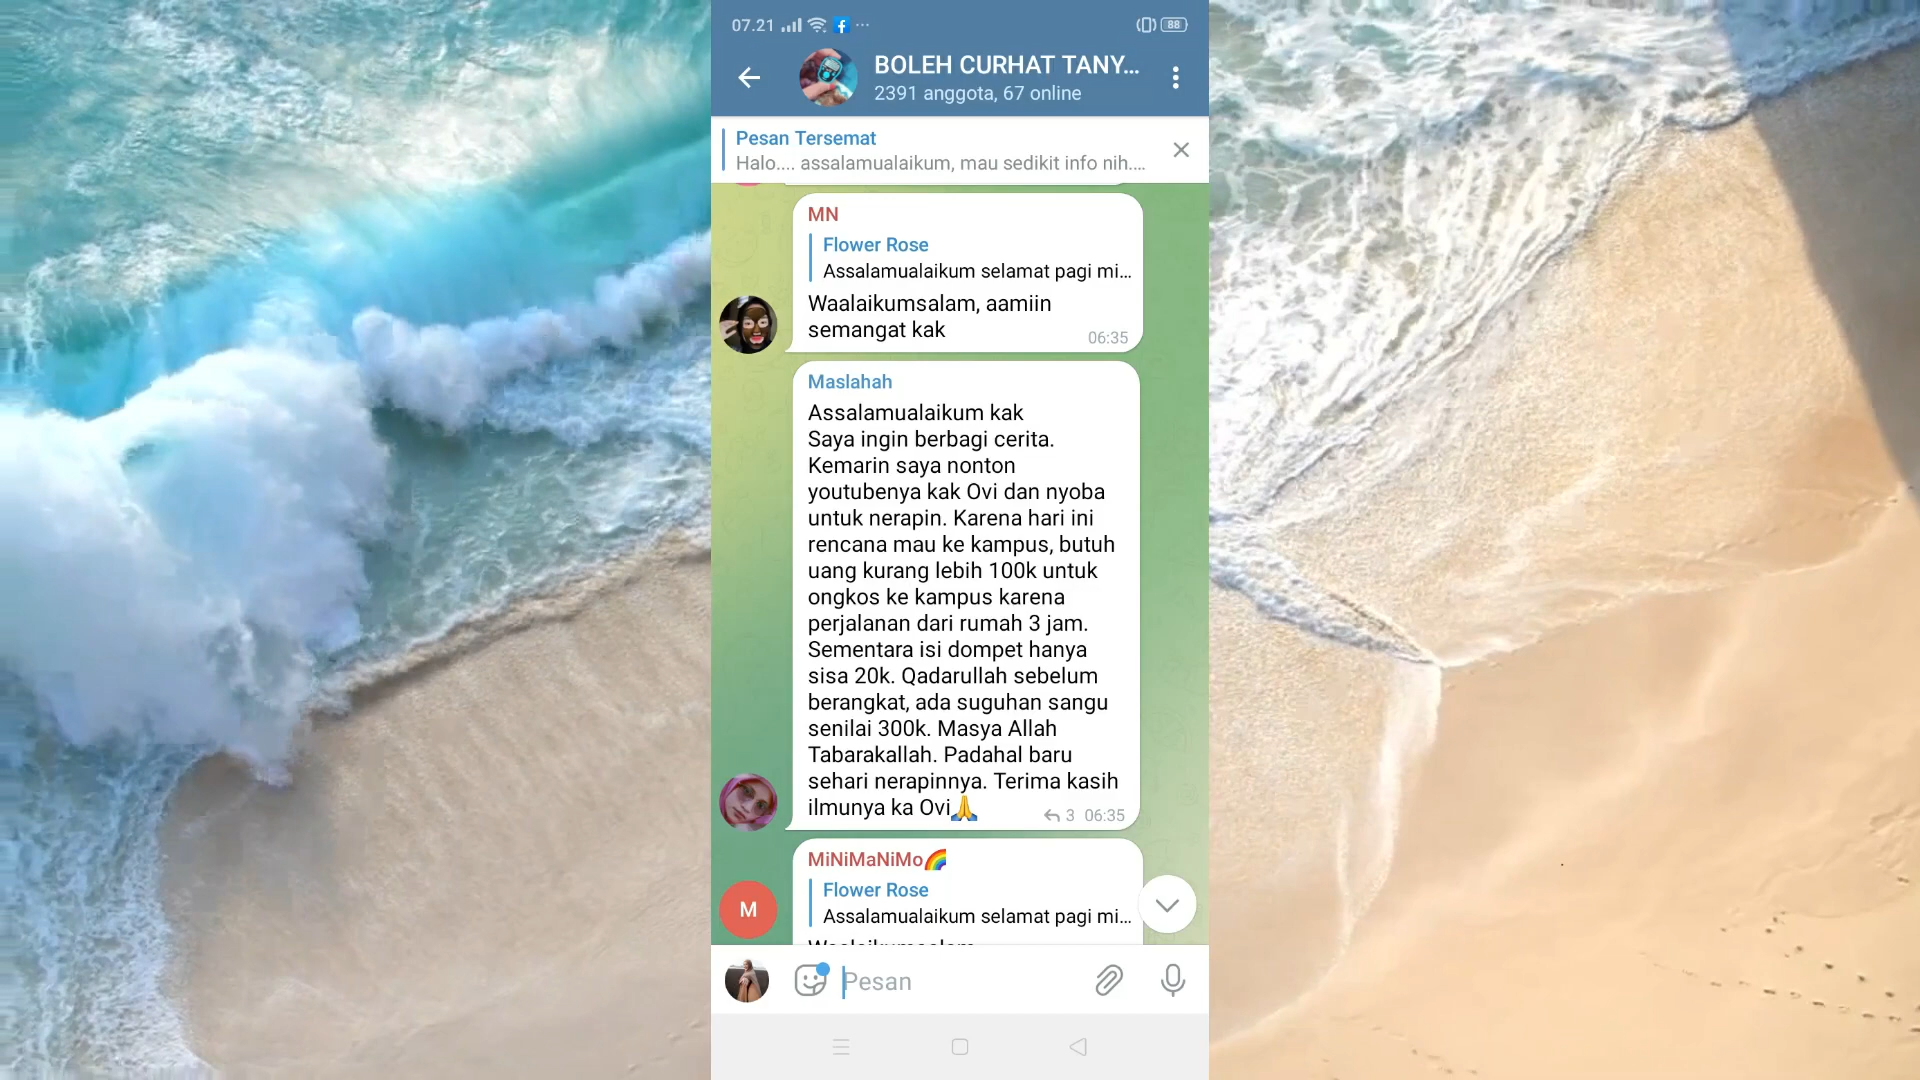 07.21
88
BOLEH CURHAT TANY...
2391 anggota, 67 online
Pesan Tersemat
Halo.... assalamualaikum, mau sedikit info nih....
MN
Flower Rose
Assalamualaikum selamat pagi mi...
Waalaikumsalam, aamiin
semangat kak
06:35
Maslahah
Assalamualaikum kak
Saya ingin berbagi cerita.
Kemarin saya nonton
youtubenya kak Ovi dan nyoba
untuk nerapin. Karena hari ini
rencana mau ke kampus, butuh
uang kurang lebih 100k untuk
ongkos ke kampus karena
perjalanan dari rumah 3 jam.
Sementara isi dompet hanya
sisa 20k. Qadarullah sebelum
berangkat, ada suguhan sangu
senilai 300k. Masya Allah
Tabarakallah. Padahal baru
sehari nerapinnya. Terima kasih
ilmunya ka Ovi🙏
3 06:35
MiNiMaNiMo🌈
Flower Rose
Assalamualaikum selamat pagi mi...
M
Pesan